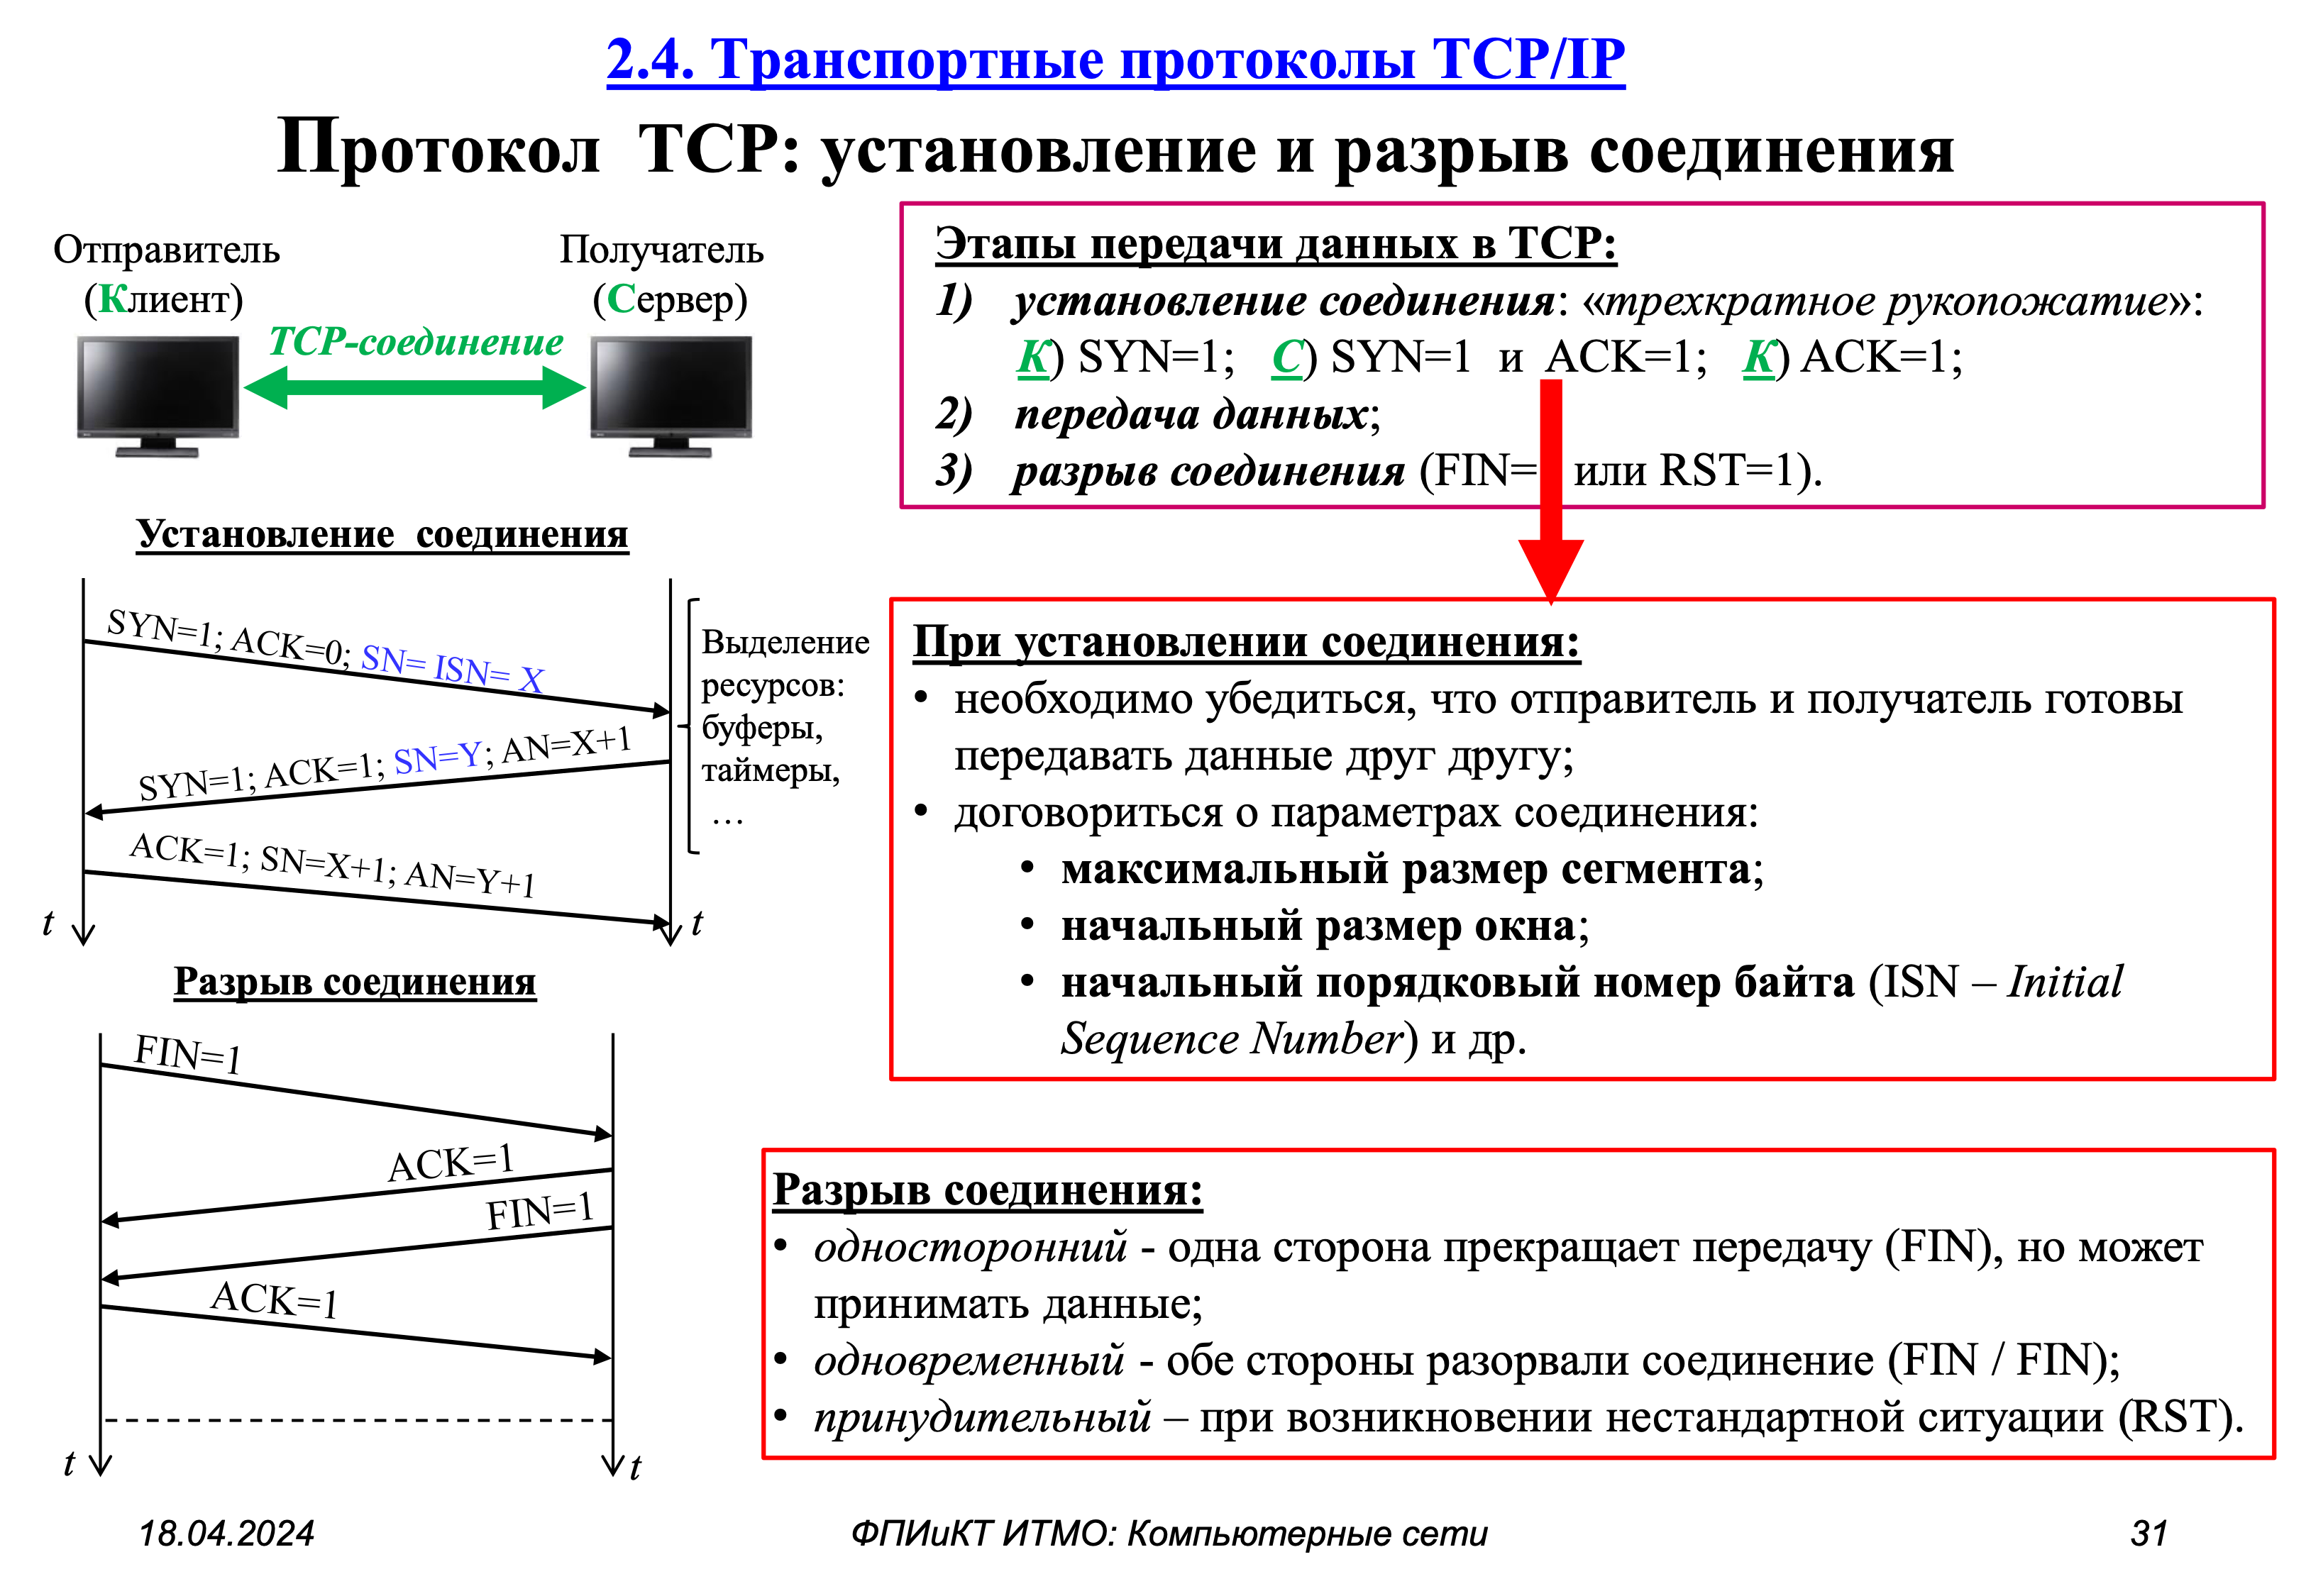 2.4. Транспортные протоколы TCP/IP
Протокол TCP: установление и разрыв соединения
Отправитель
(Клиент)
Получатель
(Сервер)
TCP-соединение
Этапы передачи данных в TCP:
1) установление соединения: «трехкратное рукопожатие»:
К) SYN=1; С) SYN=1 и ACK=1; К) ACK=1;
2) передача данных;
3) разрыв соединения (FIN= или RST=1).
Установление соединения
SYN=1; ACK=0; SN= ISN= X
SYN=1; ACK=1; SN=Y; AN=X+1
ACK=1; SN=X+1; AN=Y+1
t
t
Выделение
ресурсов:
буферы,
таймеры,
…
При установлении соединения:
• необходимо убедиться, что отправитель и получатель готовы
передавать данные друг другу;
• договориться о параметрах соединения:
• максимальный размер сегмента;
• начальный размер окна;
• начальный порядковый номер байта (ISN – Initial
Sequence Number) и др.
Разрыв соединения
FIN=1
ACK=1
FIN=1
ACK=1
t
t
Разрыв соединения:
• односторонний - одна сторона прекращает передачу (FIN), но может
принимать данные;
• одновременный - обе стороны разорвали соединение (FIN / FIN);
• принудительный – при возникновении нестандартной ситуации (RST).
18.04.2024
ФПИиКТ ИТМО: Компьютерные сети
31